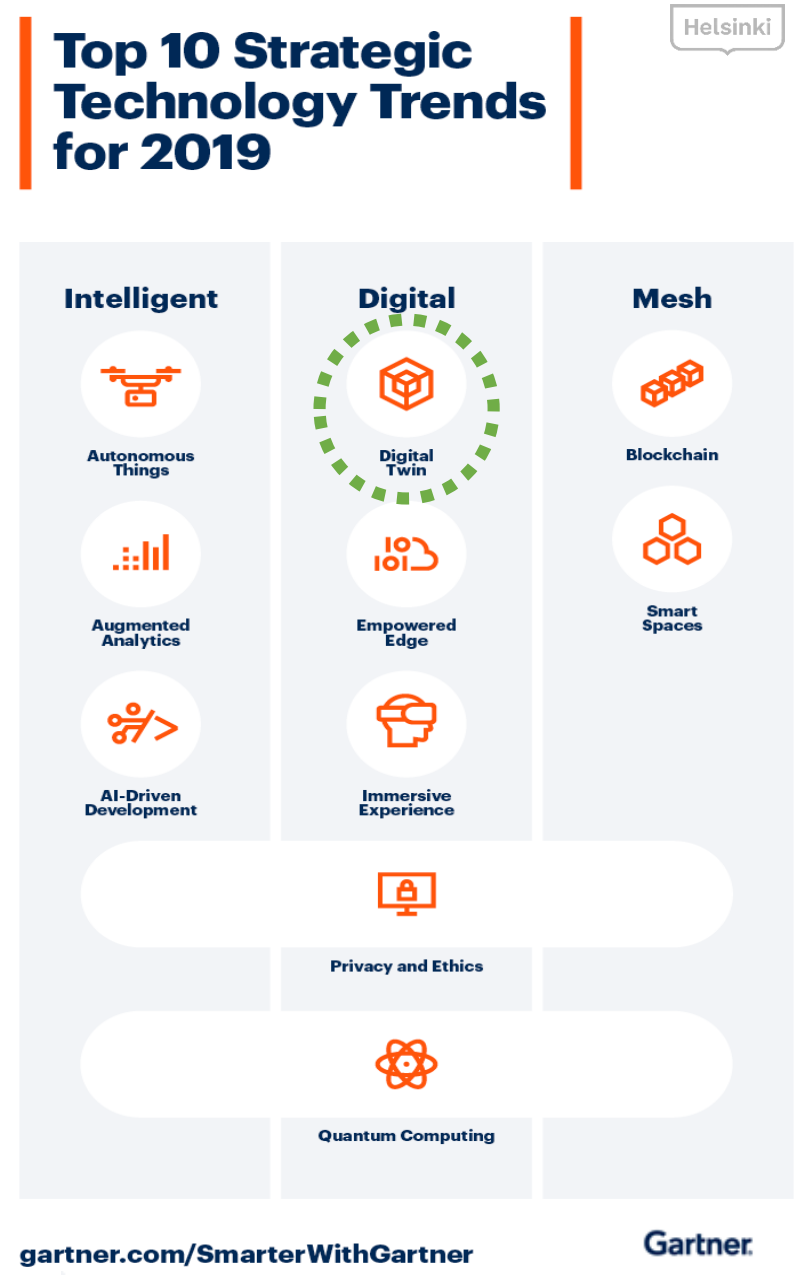 Helsinki
Top 10 Strategic
Technology Trends
for 2019
Intelligent
Autonomous
Things
Augmented
Analytics
AI-Driven
Development
Digital
Digital
Twin
Empowered
Edge
Immersive
Experience
Mesh
Blockchain
Smart
Spaces
Privacy and Ethics
Quantum Computing
gartner.com/SmarterWithGartner
Gartner.